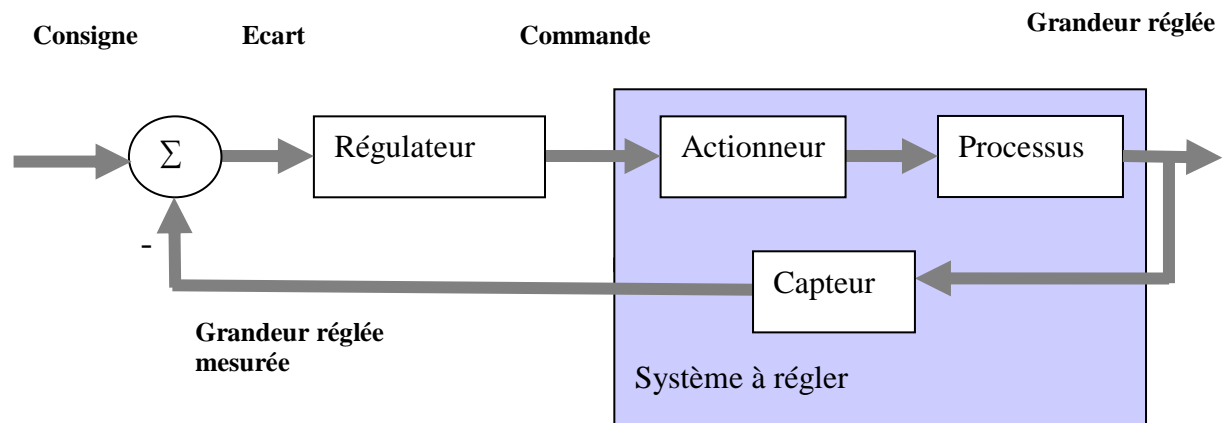 Consigne
Ecart
Commande
Grandeur réglée
∑
Régulateur
Actionneur
Processus
-
Capteur
Grandeur réglée
mesurée
Système à régler